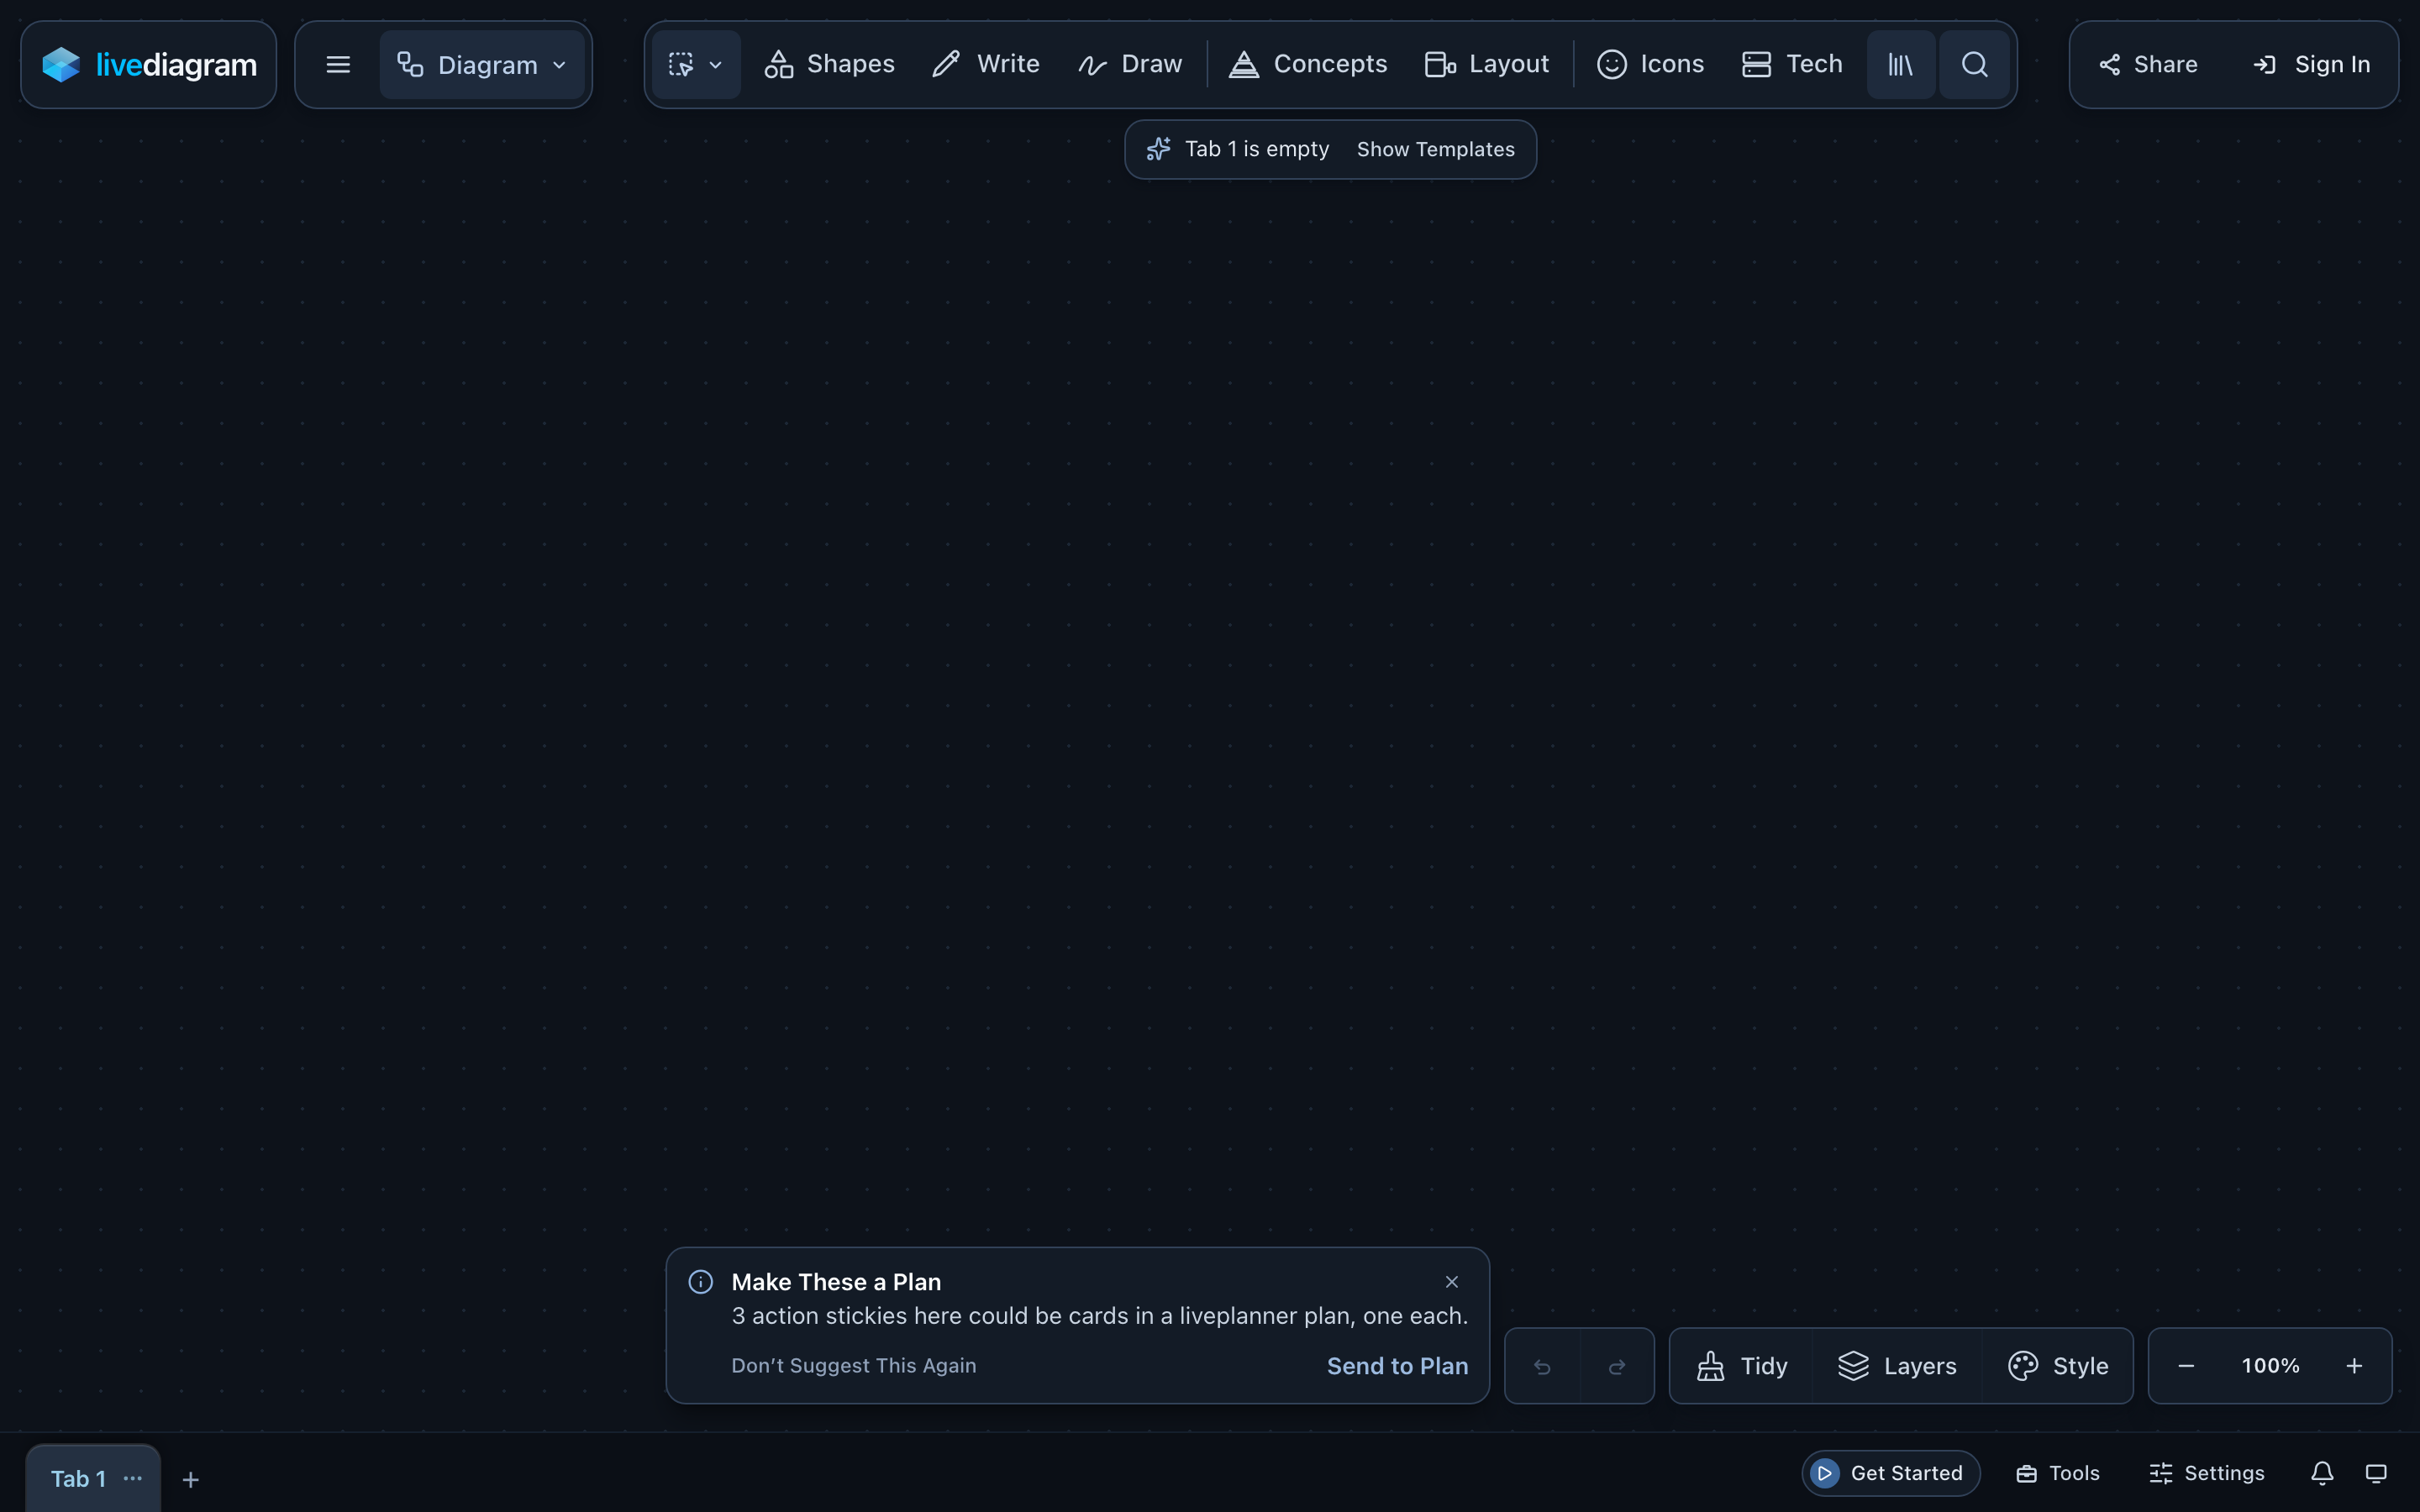 livediagram
Diagram
Shapes
Write
Draw
Concepts
Layout
Icons
Tech
Share
Sign In
Tab 1 is empty
Show Templates
Make These a Plan
3 action stickies here could be cards in a liveplanner plan, one each.
Don’t Suggest This Again
Send to Plan
Tidy
Layers
Style
100%
Tab 1
Get Started
Tools
Settings